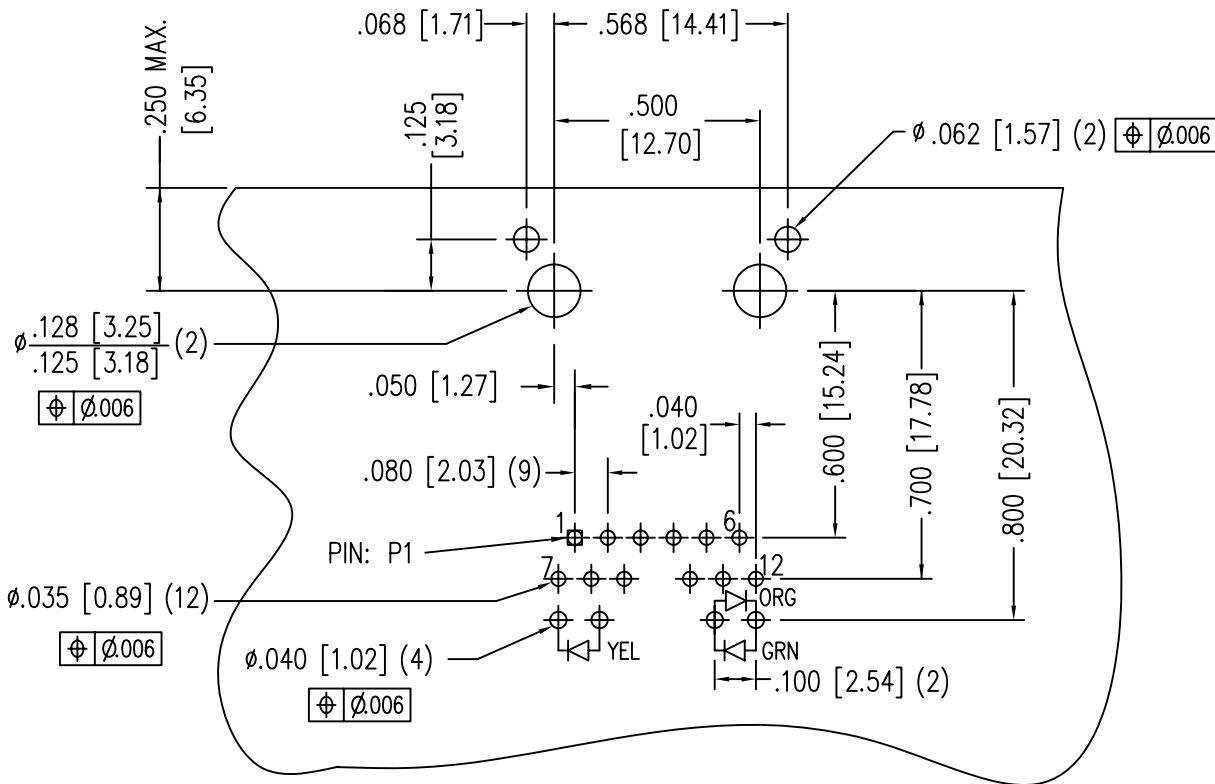 .068 [1.71]
.568 [14.41]
.250 MAX.
[6.35]
.125
[3.18]
.500
[12.70]
⌀.062 [1.57] (2) ⌖ ⌀.006
⌀ .128 [3.25]
.125 [3.18] (2)
⌖ ⌀.006
.050 [1.27]
.040
[1.02]
.600 [15.24]
.700 [17.78]
.800 [20.32]
.080 [2.03] (9)
1
6
PIN: P1
7
12
⌀.035 [0.89] (12)
⌖ ⌀.006
ORG
⌀.040 [1.02] (4)
⌖ ⌀.006
YEL
GRN
.100 [2.54] (2)